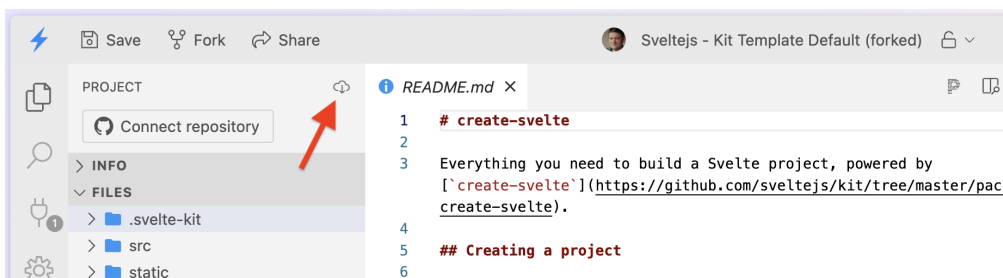 Save Fork Share Sveltejs - Kit Template Default (forked)
PROJECT
Connect repository
INFO
FILES
.svelte-kit
src
static
1
README.md
1 # create-svelte
2
3 Everything you need to build a Svelte project, powered by
[`create-svelte`](https://github.com/sveltejs/kit/tree/master/pac
create-svelte).
4
5 ## Creating a project
6